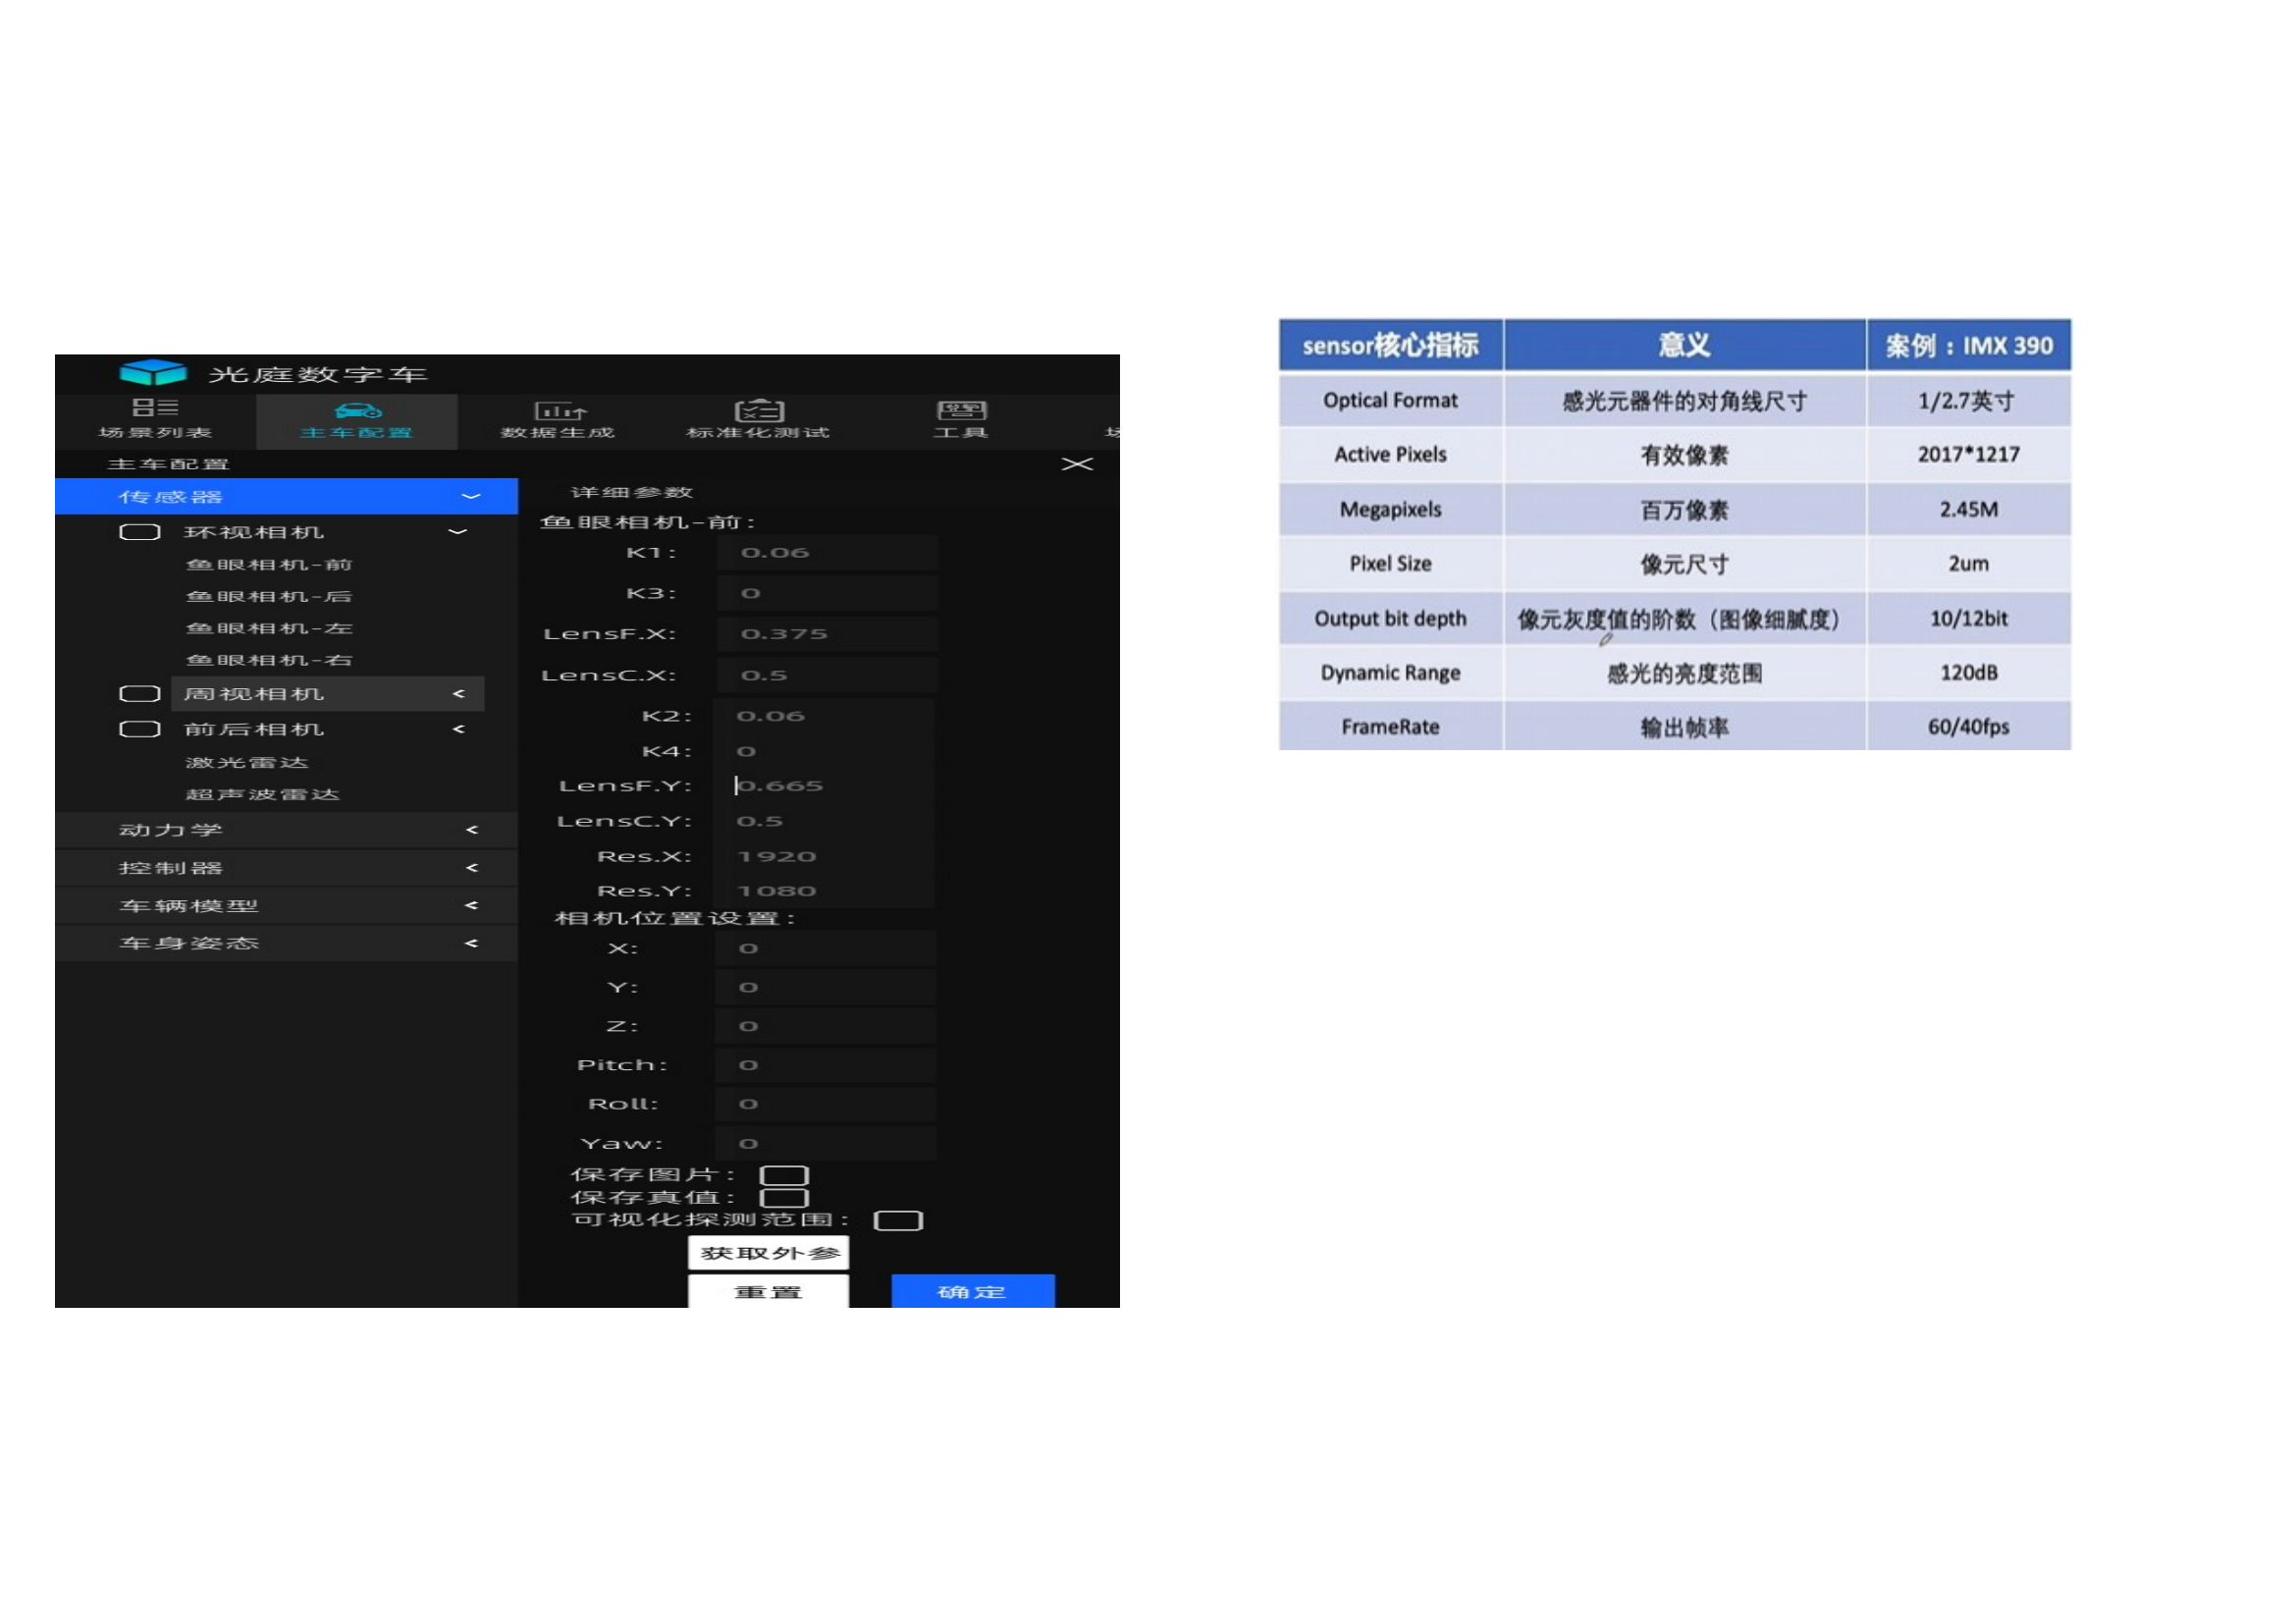 光庭数字车
场景列表
主车配置
数据生成
标准化测试
工具
主车配置
传感器
环视相机
鱼眼相机-前
鱼眼相机-后
鱼眼相机-左
鱼眼相机-右
周视相机
前后相机
激光雷达
超声波雷达
动力学
控制器
车辆模型
车身姿态
详细参数
鱼眼相机-前:
K1: 0.06
K3: 0
LensF.X: 0.375
LensC.X: 0.5
K2: 0.06
K4: 0
LensF.Y: 0.665
LensC.Y: 0.5
Res.X: 1920
Res.Y: 1080
相机位置设置:
X: 0
Y: 0
Z: 0
Pitch: 0
Roll: 0
Yaw: 0
保存图片:
保存真值:
可视化探测范围:
获取外参
重置 确定
sensor核心指标 意义 案例：IMX 390
Optical Format 感光元器件的对角线尺寸 1/2.7英寸
Active Pixels 有效像素 2017*1217
Megapixels 百万像素 2.45M
Pixel Size 像元尺寸 2um
Output bit depth 像元灰度值的阶数（图像细腻度） 10/12bit
Dynamic Range 感光的亮度范围 120dB
FrameRate 输出帧率 60/40fps